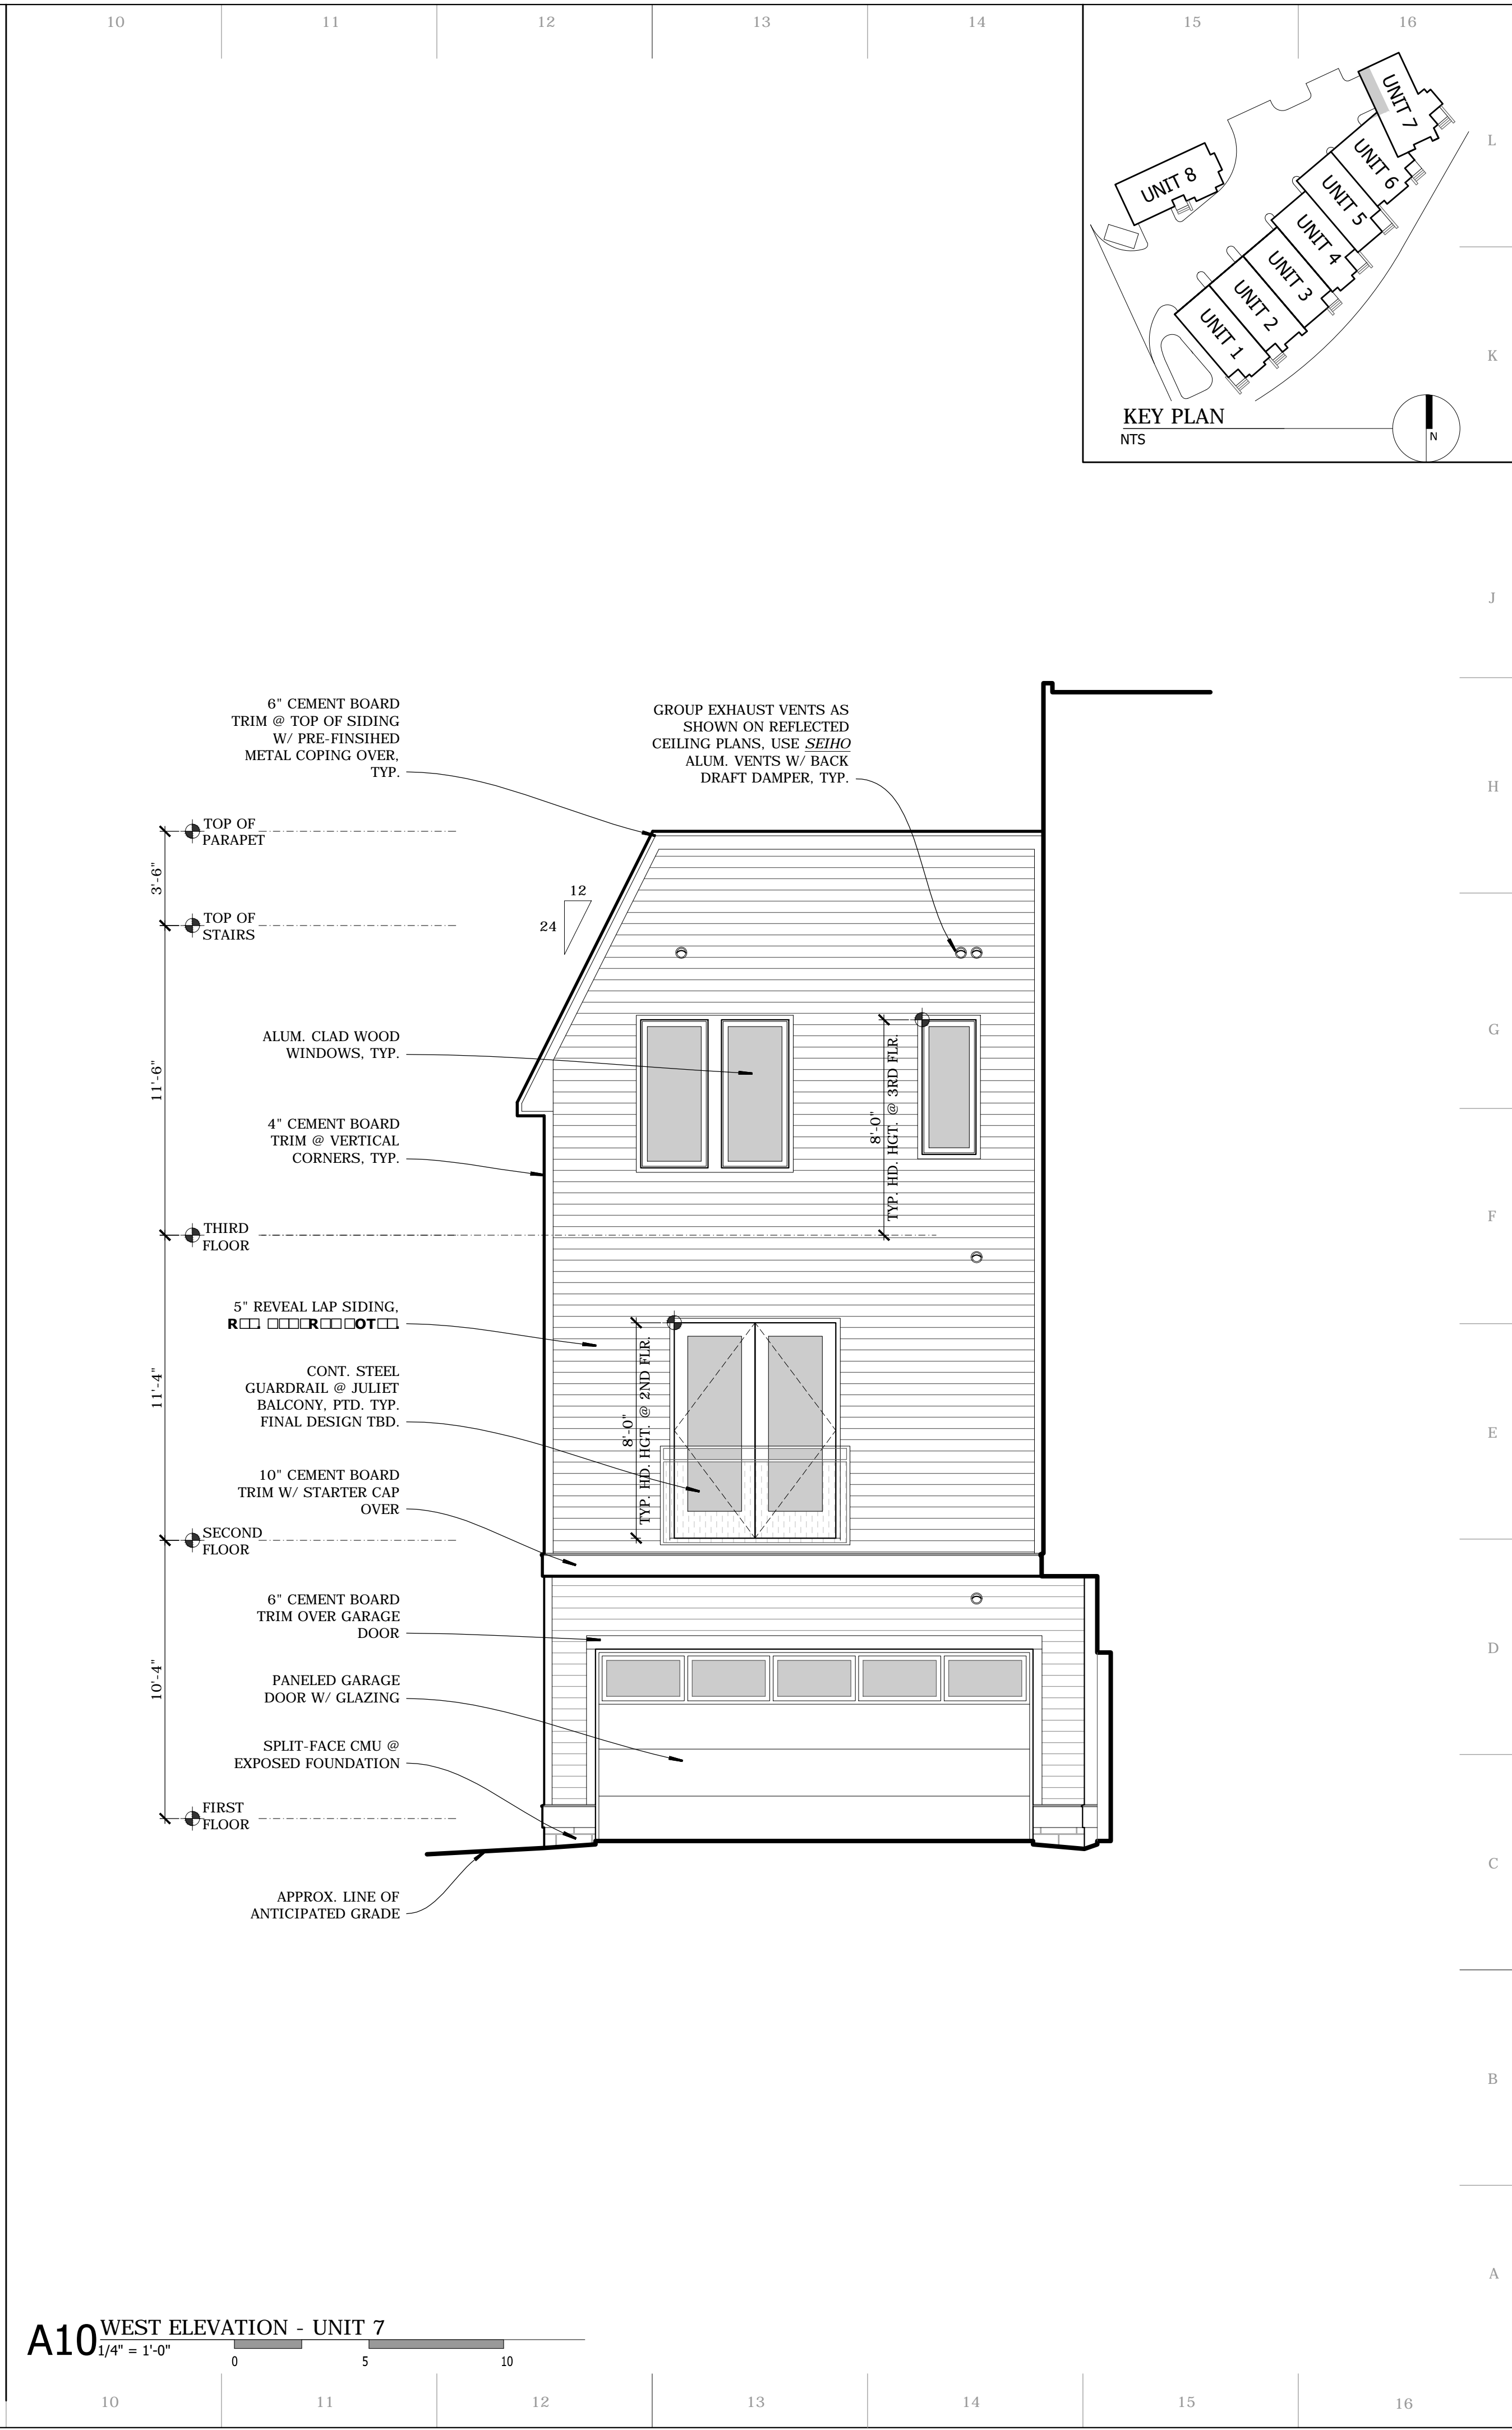 10 11 12 13 14 15 16
UNIT 7
UNIT 6
UNIT 8
UNIT 5
UNIT 4
UNIT 3
UNIT 2
UNIT 1
KEY PLAN
NTS
N
L
K
J
H
G
F
E
D
C
B
A
6" CEMENT BOARD
TRIM @ TOP OF SIDING
W/ PRE-FINSIHED
METAL COPING OVER,
TYP.
GROUP EXHAUST VENTS AS
SHOWN ON REFLECTED
CEILING PLANS, USE SEIHO
ALUM. VENTS W/ BACK
DRAFT DAMPER, TYP.
TOP OF
PARAPET
3'-6"
TOP OF
STAIRS
12
24
11'-6"
ALUM. CLAD WOOD
WINDOWS, TYP.
8'-0"
TYP. HD. HGT. @ 3RD FLR.
4" CEMENT BOARD
TRIM @ VERTICAL
CORNERS, TYP.
THIRD
FLOOR
11'-4"
5" REVEAL LAP SIDING,
CONT. STEEL
GUARDRAIL @ JULIET
BALCONY, PTD. TYP.
FINAL DESIGN TBD.
8'-0"
TYP. HD. HGT. @ 2ND FLR.
10" CEMENT BOARD
TRIM W/ STARTER CAP
OVER
SECOND
FLOOR
10'-4"
6" CEMENT BOARD
TRIM OVER GARAGE
DOOR
PANELED GARAGE
DOOR W/ GLAZING
SPLIT-FACE CMU @
EXPOSED FOUNDATION
FIRST
FLOOR
APPROX. LINE OF
ANTICIPATED GRADE
A10
WEST ELEVATION - UNIT 7
1/4" = 1'-0"
0 5 10
10 11 12 13 14 15 16